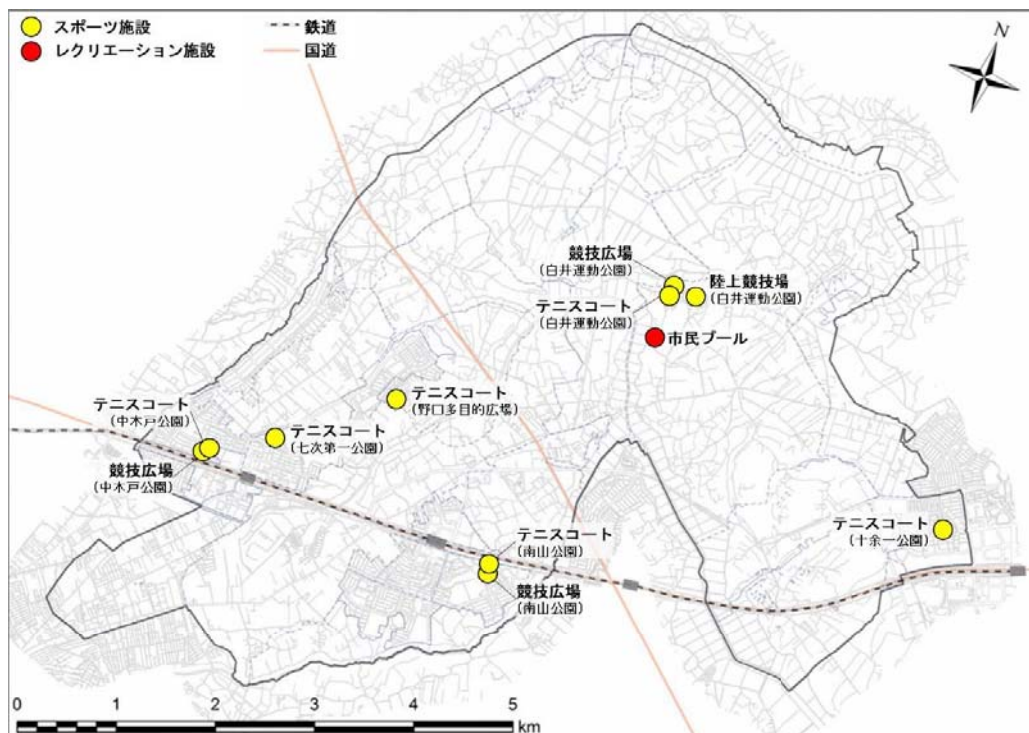 スポーツ施設
レクリエーション施設
鉄道
国道
N
競技広場
(白井運動公園)
陸上競技場
(白井運動公園)
テニスコート
(白井運動公園)
市民プール
テニスコート
(野口多目的広場)
テニスコート
(中木戸公園)
テニスコート
(七次第一公園)
競技広場
(中木戸公園)
テニスコート
(南山公園)
競技広場
(南山公園)
テニスコート
(十余一公園)
0 1 2 3 4 5
km